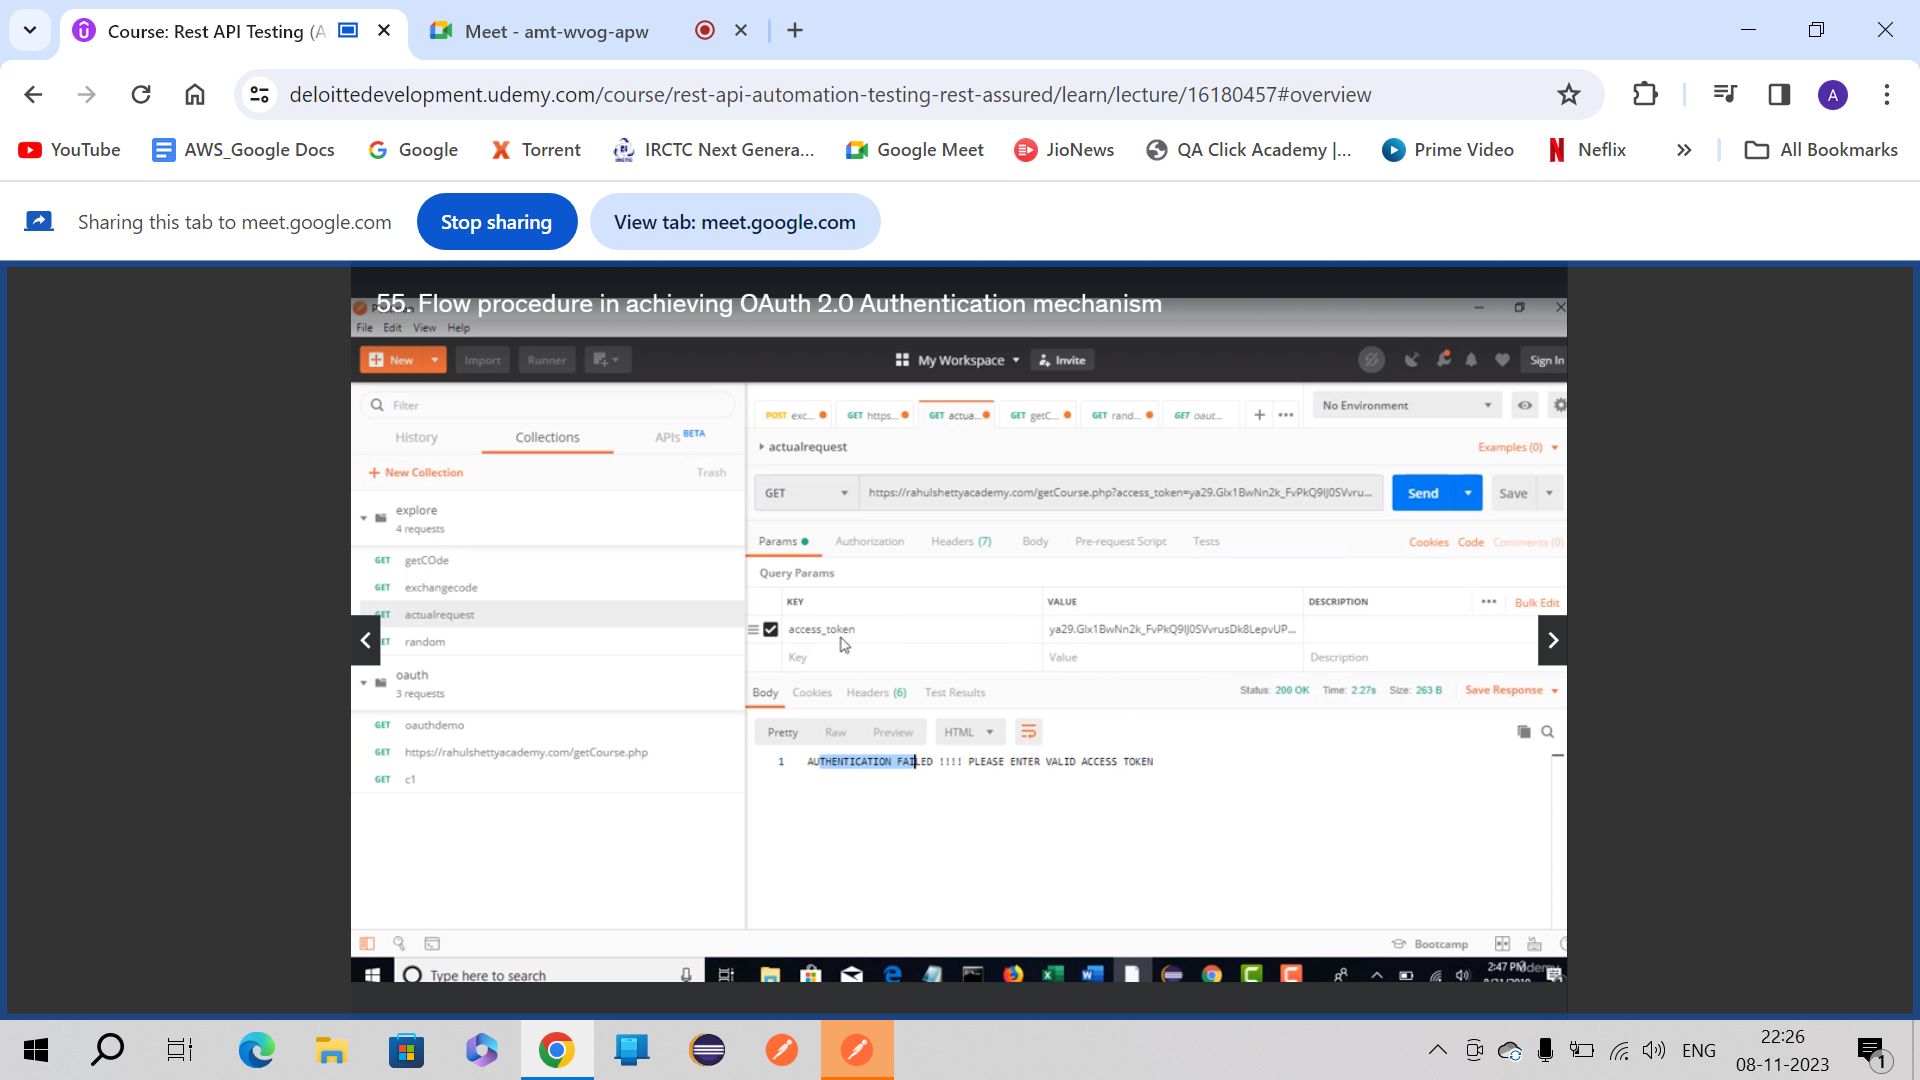 Course: Rest API Testing (A
Meet - amt-wvog-apw
deloittedevelopment.udemy.com/course/rest-api-automation-testing-rest-assured/learn/lecture/16180457#overview
A
YouTube AWS_Google Docs Google Torrent IRCTC Next Genera... Google Meet JioNews QA Click Academy |... Prime Video Neflix » All Bookmarks
Sharing this tab to meet.google.com Stop sharing View tab: meet.google.com
55. Flow procedure in achieving OAuth 2.0 Authentication mechanism
File Edit View Help
New Import Runner My Workspace Invite Sign In
Filter
History Collections APIs BETA
+ New Collection Trash
explore
4 requests
GET getCOde
GET exchangecode
GET actualrequest
GET random
oauth
3 requests
GET oauthdemo
GET https://rahulshettyacademy.com/getCourse.php
GET c1
POST exc... GET https... GET actua... GET getC... GET rand... GET oaut... + ••• No Environment
actualrequest Examples (0)
GET https://rahulshettyacademy.com/getCourse.php?access_token=ya29.Glx1BwNn2k_FvPkQ9IJ0SVvru... Send Save
Params Authorization Headers (7) Body Pre-request Script Tests Cookies Code Comments (0)
Query Params
KEY VALUE DESCRIPTION ••• Bulk Edit
access_token ya29.Glx1BwNn2k_FvPkQ9IJ0SVvrusDk8LepvUP...
Key Value Description
Body Cookies Headers (6) Test Results Status: 200 OK Time: 2.27s Size: 263 B Save Response
Pretty Raw Preview HTML
1 AUTHENTICATION FAILED !!!! PLEASE ENTER VALID ACCESS TOKEN
Bootcamp
Type here to search
2:47 PM
ENG
22:26
08-11-2023
1